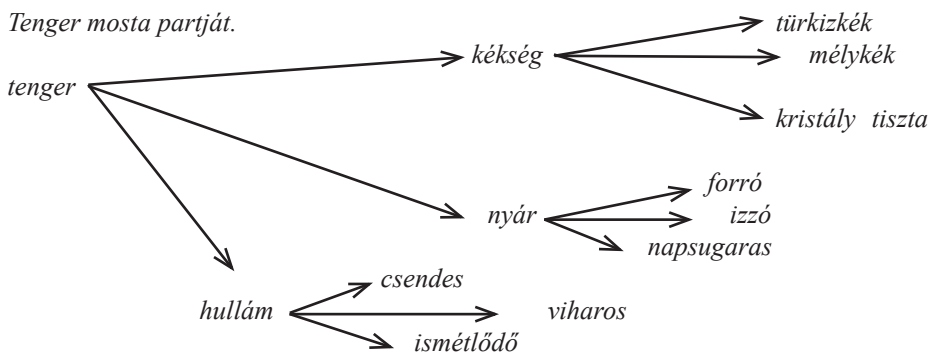 Tenger mosta partját.
tenger
kékség
türkizkék
mélykék
kristály tiszta
nyár
forró
izzó
napsugaras
hullám
csendes
viharos
ismétlődő